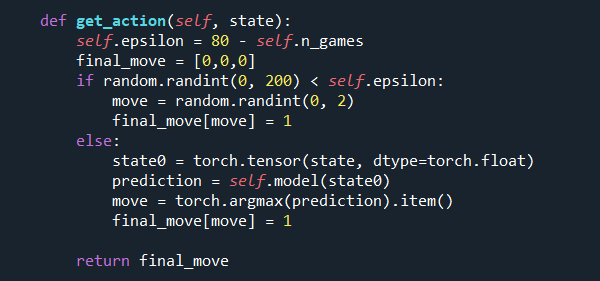 def get_action(self, state):
    self.epsilon = 80 - self.n_games
    final_move = [0,0,0]
    if random.randint(0, 200) < self.epsilon:
        move = random.randint(0, 2)
        final_move[move] = 1
    else:
        state0 = torch.tensor(state, dtype=torch.float)
        prediction = self.model(state0)
        move = torch.argmax(prediction).item()
        final_move[move] = 1

    return final_move